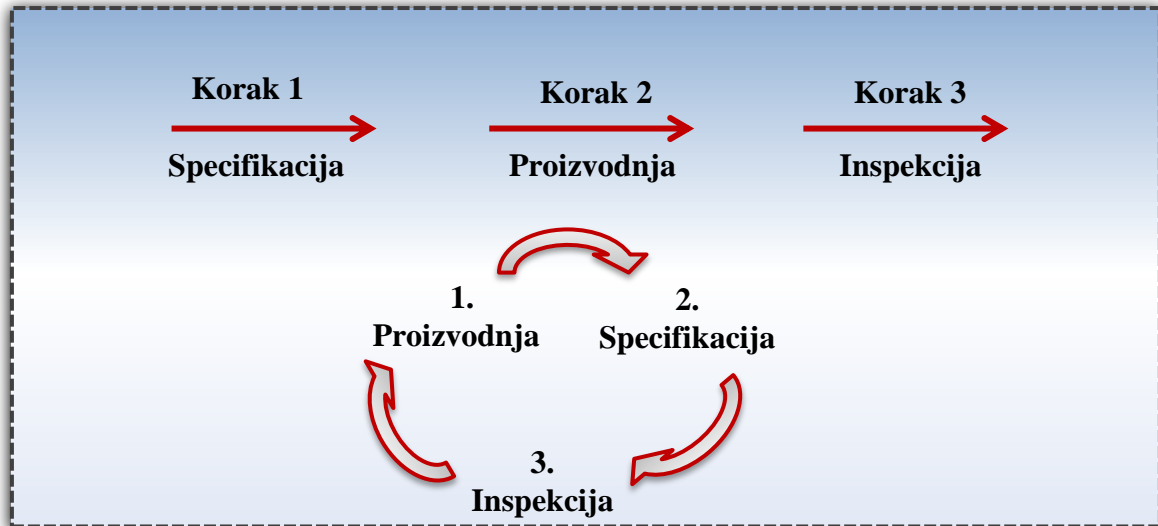 Korak 1
Korak 2
Korak 3
Specifikacija
Proizvodnja
Inspekcija
1.
Proizvodnja
2.
Specifikacija
3.
Inspekcija